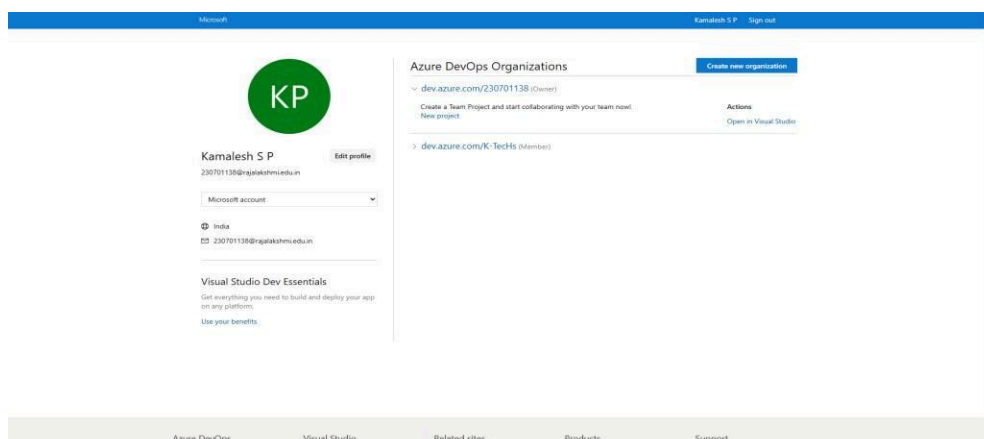 Microsoft
Kamalesh S P Sign out
KP
Kamalesh S P
Edit profile
230701138@rajalakshmi.edu.in
Microsoft account
India
230701138@rajalakshmi.edu.in
Visual Studio Dev Essentials
Get everything you need to build and deploy your app
on any platform.
Use your benefits
Azure DevOps Organizations
Create new organization
dev.azure.com/230701138 (Owner)
Create a Team Project and start collaborating with your team now!
New project
Actions
Open in Visual Studio
dev.azure.com/K-TecHs (Member)
Azure DevOps Visual Studio Related sites Products Support